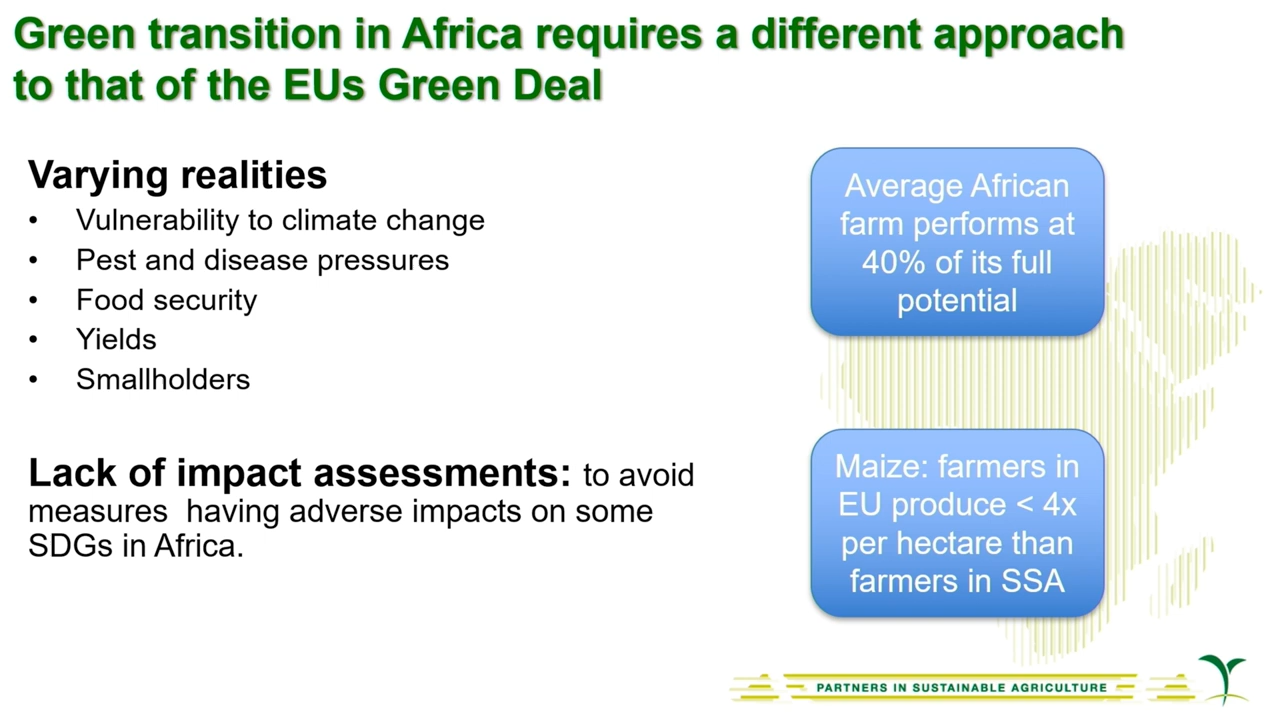 Green transition in Africa requires a different approach
to that of the EUs Green Deal
Varying realities
• Vulnerability to climate change
• Pest and disease pressures
• Food security
• Yields
• Smallholders
Lack of impact assessments: to avoid
measures  having adverse impacts on some
SDGs in Africa.
Average African
farm performs at
40% of its full
potential
Maize: farmers in
EU produce < 4x
per hectare than
farmers in SSA
PARTNERS IN SUSTAINABLE AGRICULTURE